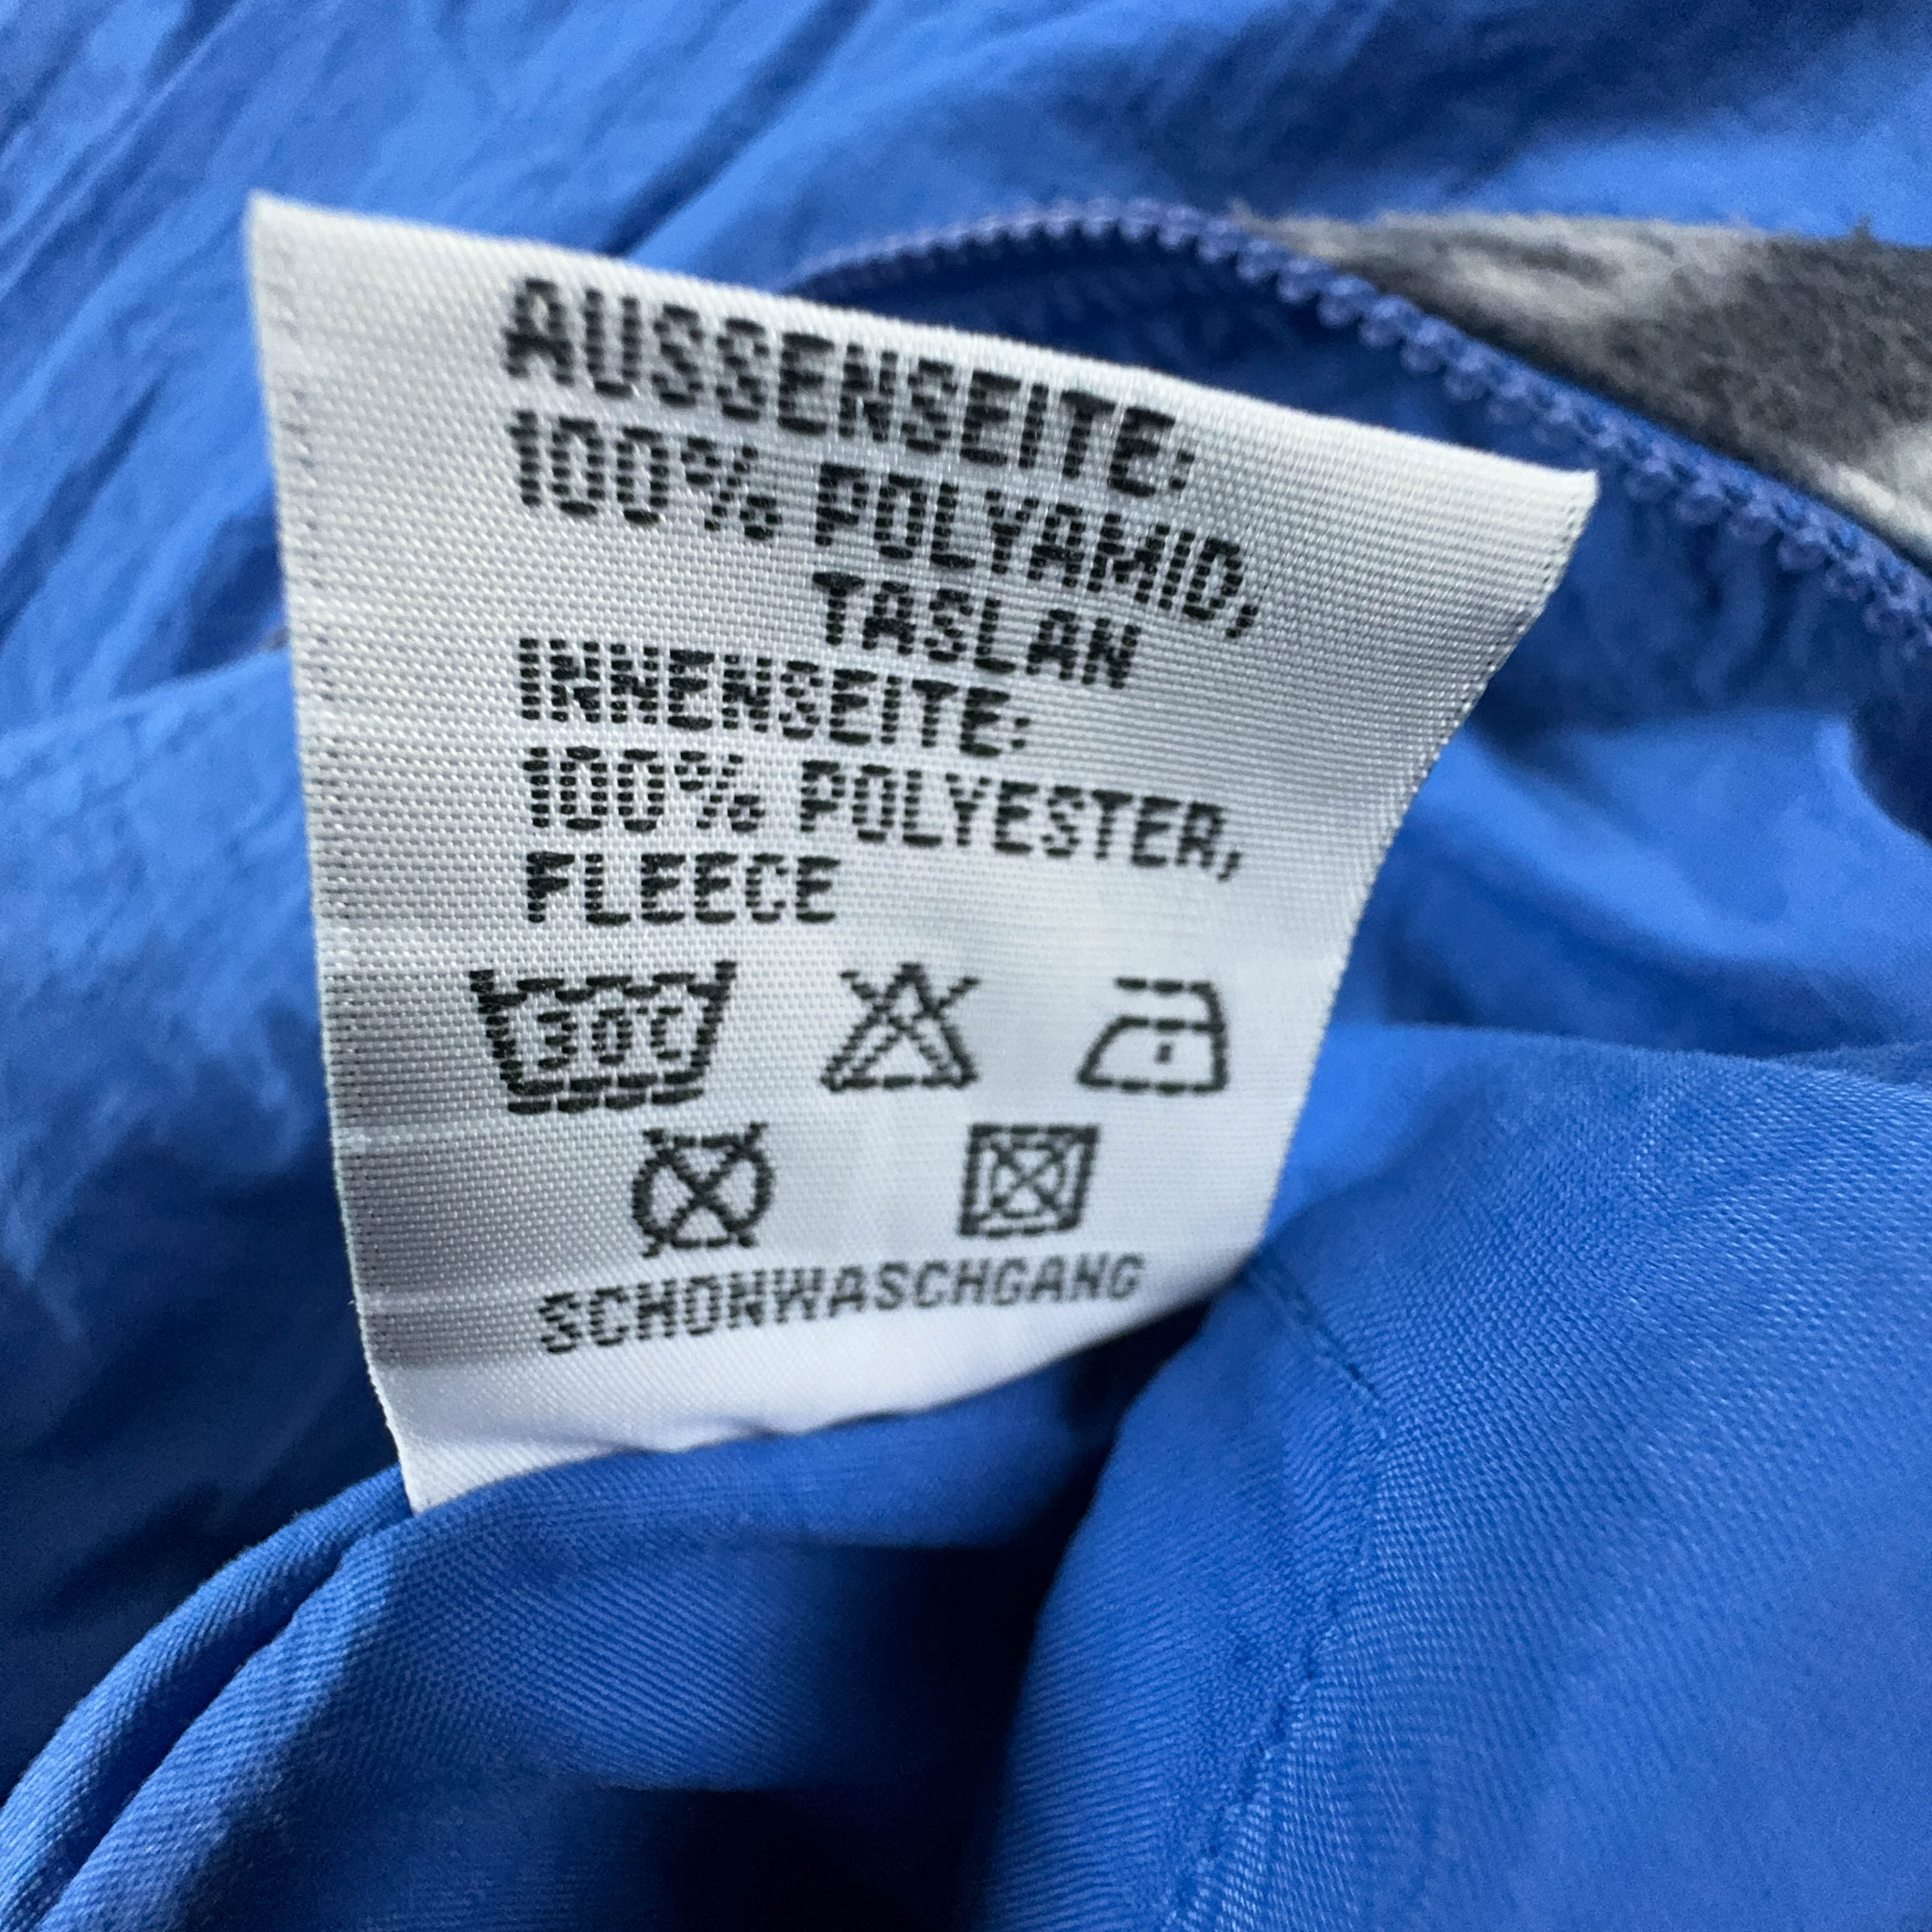 AUSSENSEITE:
100% POLYAMID,
TASLAN
INNENSEITE:
100% POLYESTER,
FLEECE
30°C
SCHONWASCHGANG